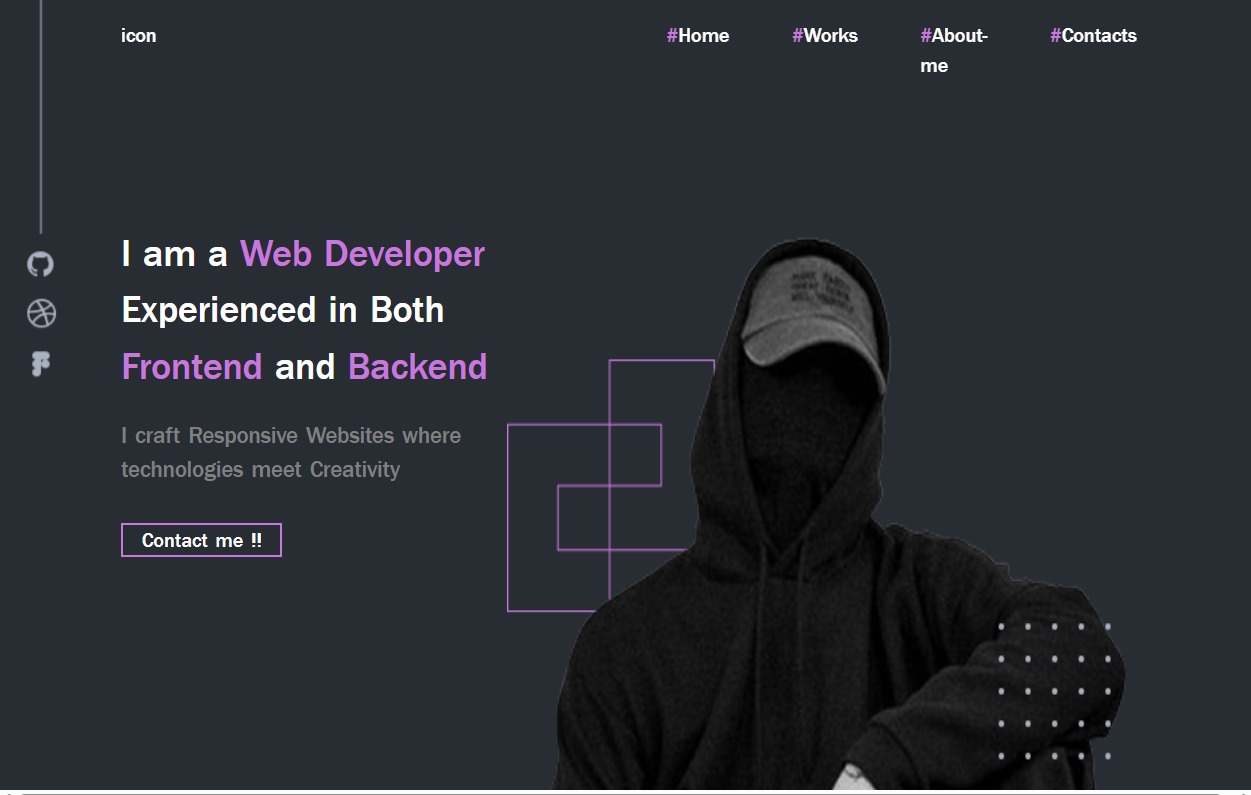 icon
#Home
#Works
#About-
me
#Contacts
I am a Web Developer
Experienced in Both
Frontend and Backend
I craft Responsive Websites where
technologies meet Creativity
Contact me !!